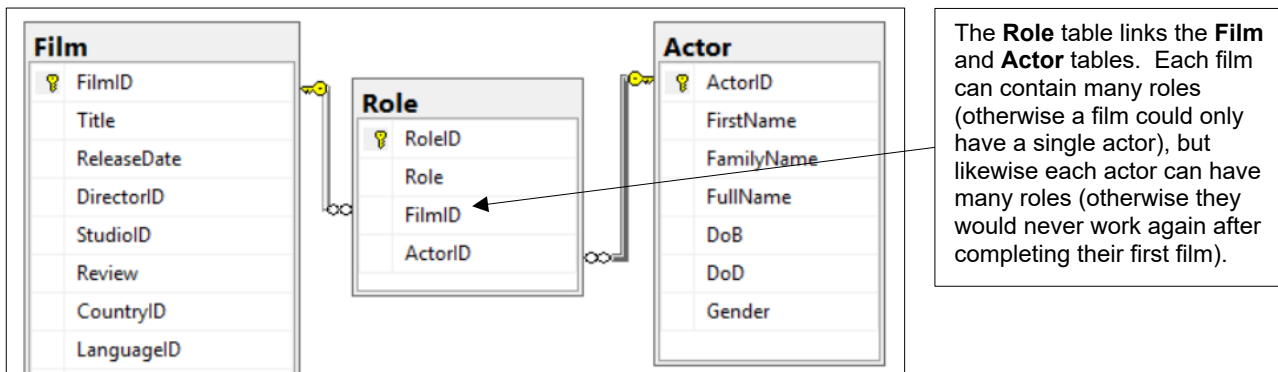 Film
FilmID
Title
ReleaseDate
DirectorID
StudioID
Review
CountryID
LanguageID
Role
RoleID
Role
FilmID
ActorID
Actor
ActorID
FirstName
FamilyName
FullName
DoB
DoD
Gender
The Role table links the Film
and Actor tables.  Each film
can contain many roles
(otherwise a film could only
have a single actor), but
likewise each actor can have
many roles (otherwise they
would never work again after
completing their first film).